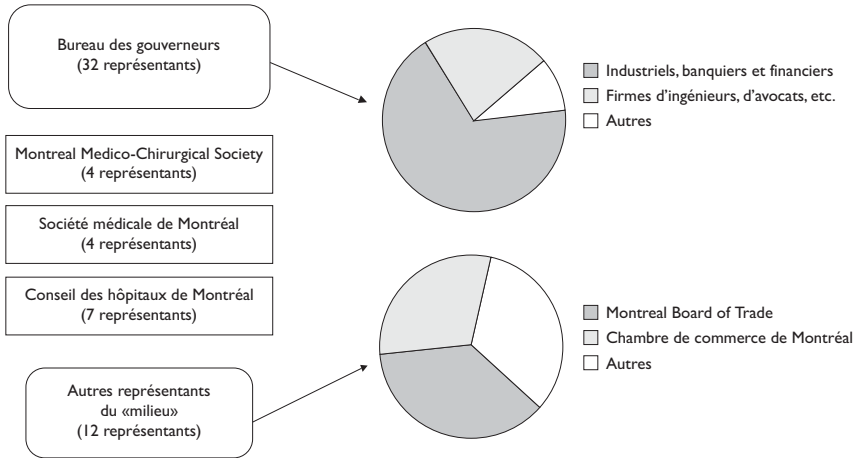 Bureau des gouverneurs
(32 représentants)
Industriels, banquiers et financiers
Firmes d'ingénieurs, d'avocats, etc.
Autres
Montreal Medico-Chirurgical Society
(4 représentants)
Société médicale de Montréal
(4 représentants)
Conseil des hôpitaux de Montréal
(7 représentants)
Montreal Board of Trade
Chambre de commerce de Montréal
Autres
Autres représentants
du «milieu»
(12 représentants)